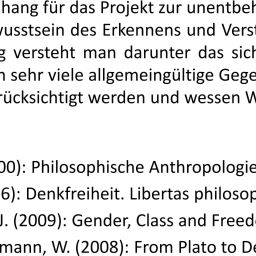 hang für das Projekt zur unentbeh
wusstsein des Erkennens und Verst
g versteht man darunter das sich
n sehr viele allgemeingültige Gege
rücksichtigt werden und wessen W
00): Philosophische Anthropologie
6): Denkfreiheit. Libertas philosop
J. (2009): Gender, Class and Freed
mann, W. (2008): From Plato to De